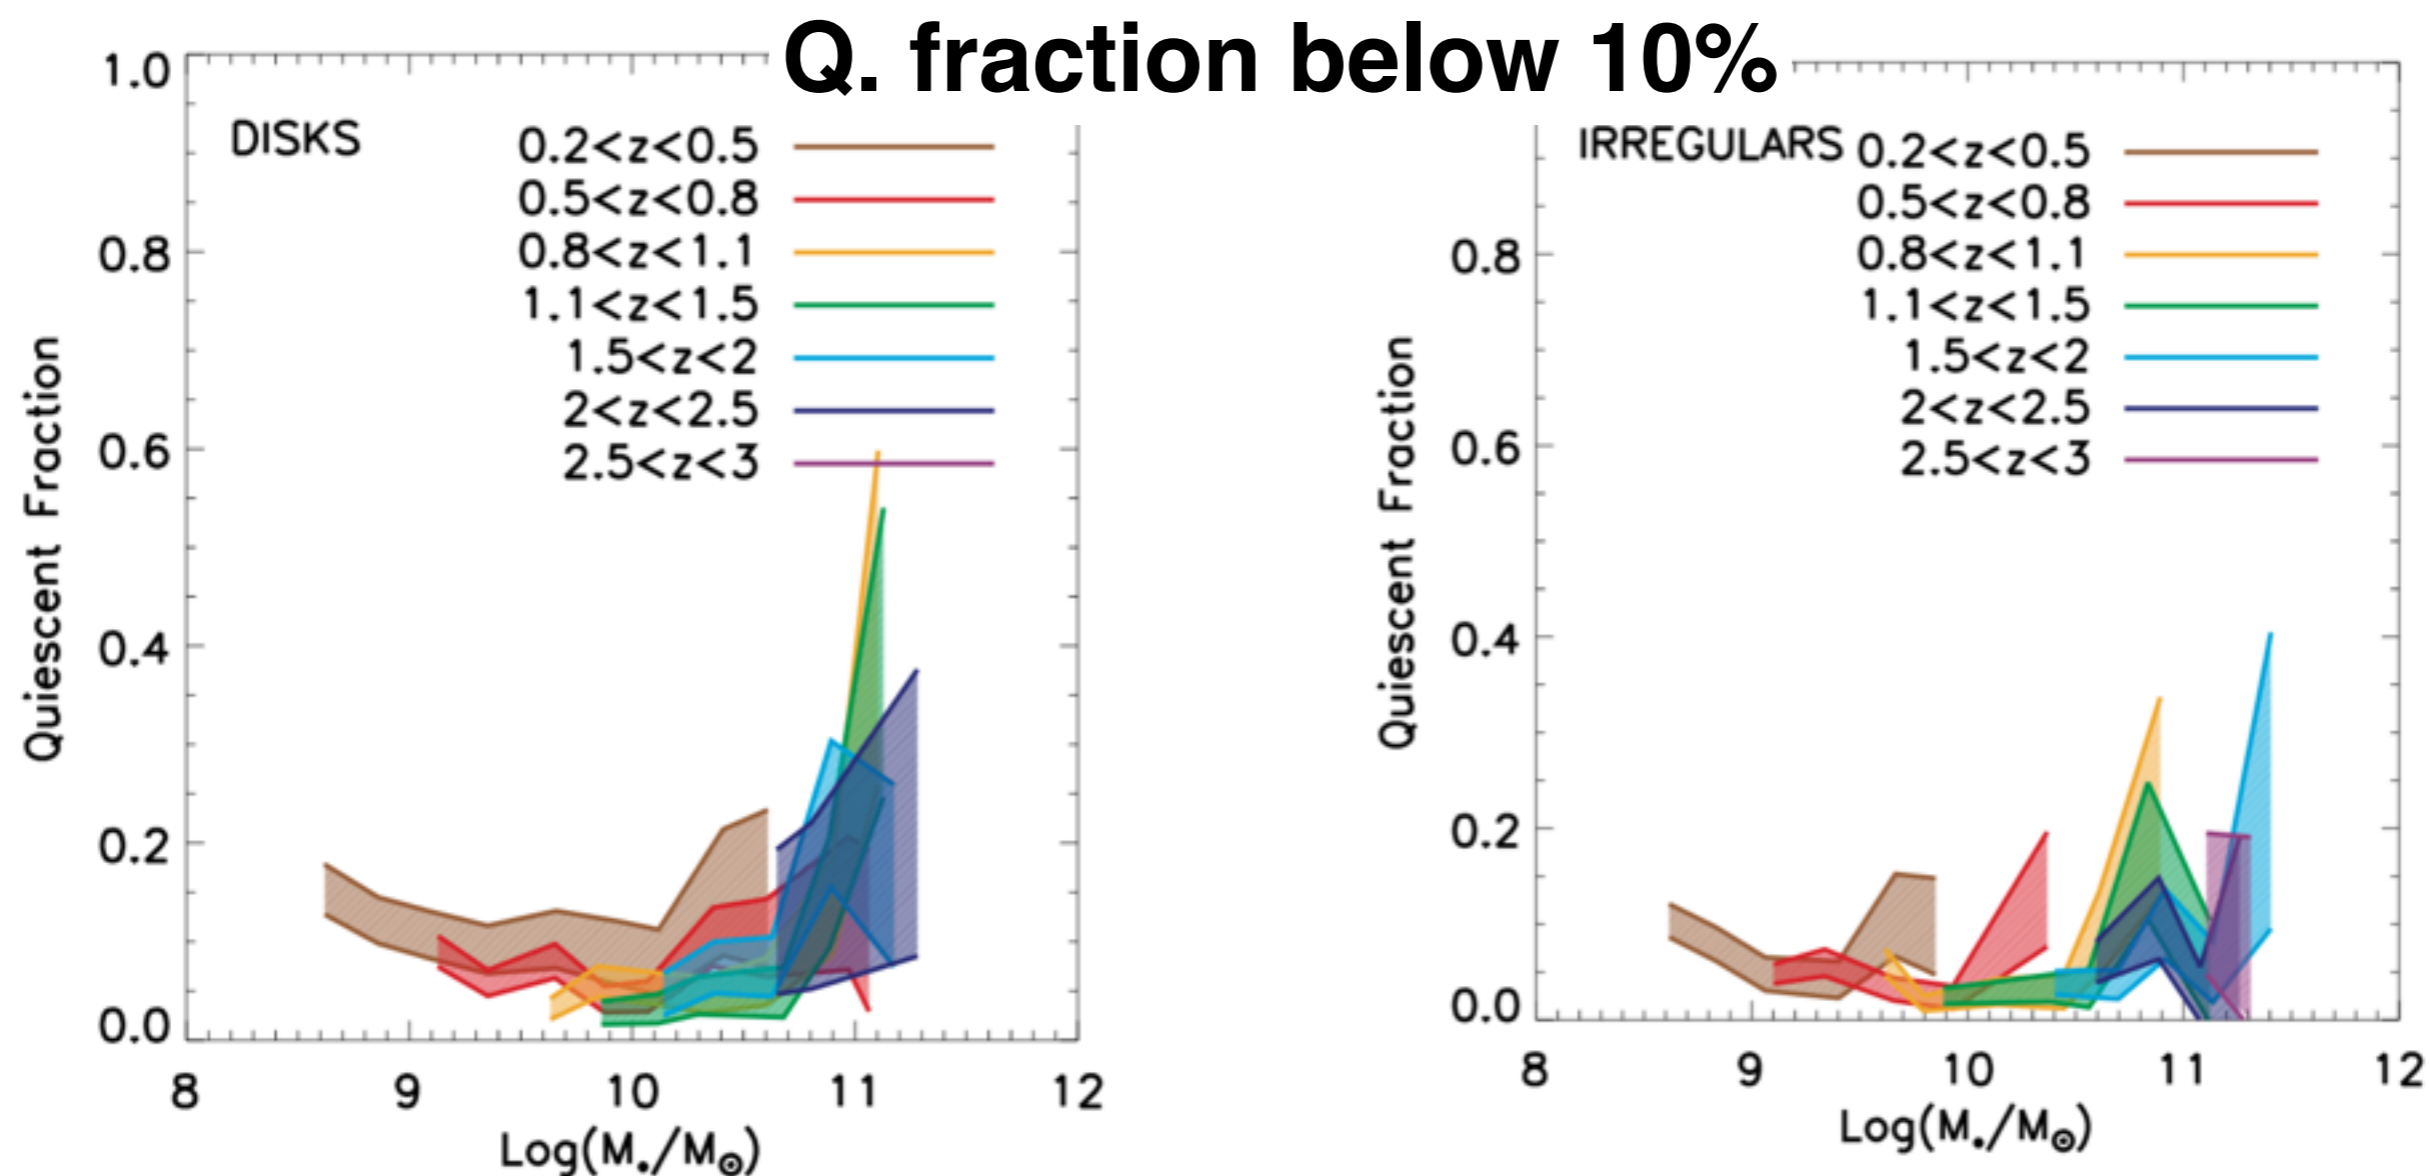 Q. fraction below 10%
DISKS
0.2<z<0.5
0.5<z<0.8
0.8<z<1.1
1.1<z<1.5
1.5<z<2
2<z<2.5
2.5<z<3
1.0
0.8
0.6
0.4
0.2
0.0
Quiescent Fraction
8 9 10 11 12
Log(M*/M☉)
IRREGULARS
0.2<z<0.5
0.5<z<0.8
0.8<z<1.1
1.1<z<1.5
1.5<z<2
2<z<2.5
2.5<z<3
0.8
0.6
0.4
0.2
0.0
Quiescent Fraction
8 9 10 11 12
Log(M*/M☉)